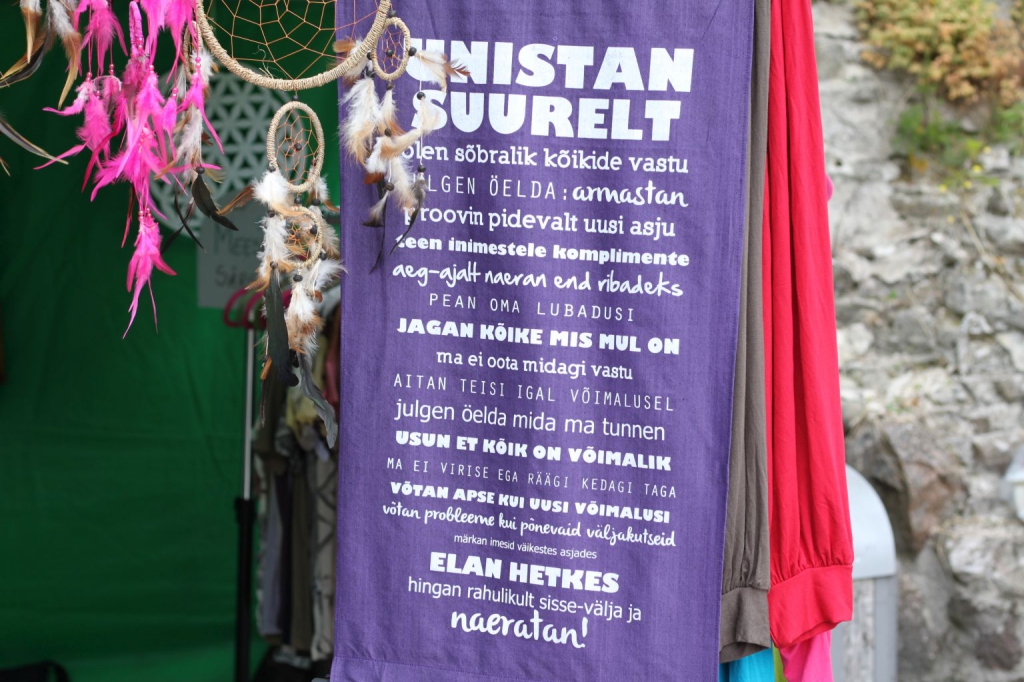 UNISTAN
SUURELT
olen sõbralik kõikide vastu
JULGEN ÖELDA: armastan
proovin pidevalt uusi asju
teen inimestele komplimente
aeg-ajalt naeran end ribadeks
PEAN OMA LUBADUSI
JAGAN KÕIKE MIS MUL ON
ma ei oota midagi vastu
AITAN TEISI IGAL VÕIMALUSEL
julgen öelda mida ma tunnen
USUN ET KÕIK ON VÕIMALIK
MA EI VIRISE EGA RÄÄGI KEDAGI TAGA
VÕTAN APSE KUI UUSI VÕIMALUSI
võtan probleeme kui põnevaid väljakutseid
märkan imesid väikestes asjades
ELAN HETKES
hingan rahulikult sisse-välja ja
naeratan!